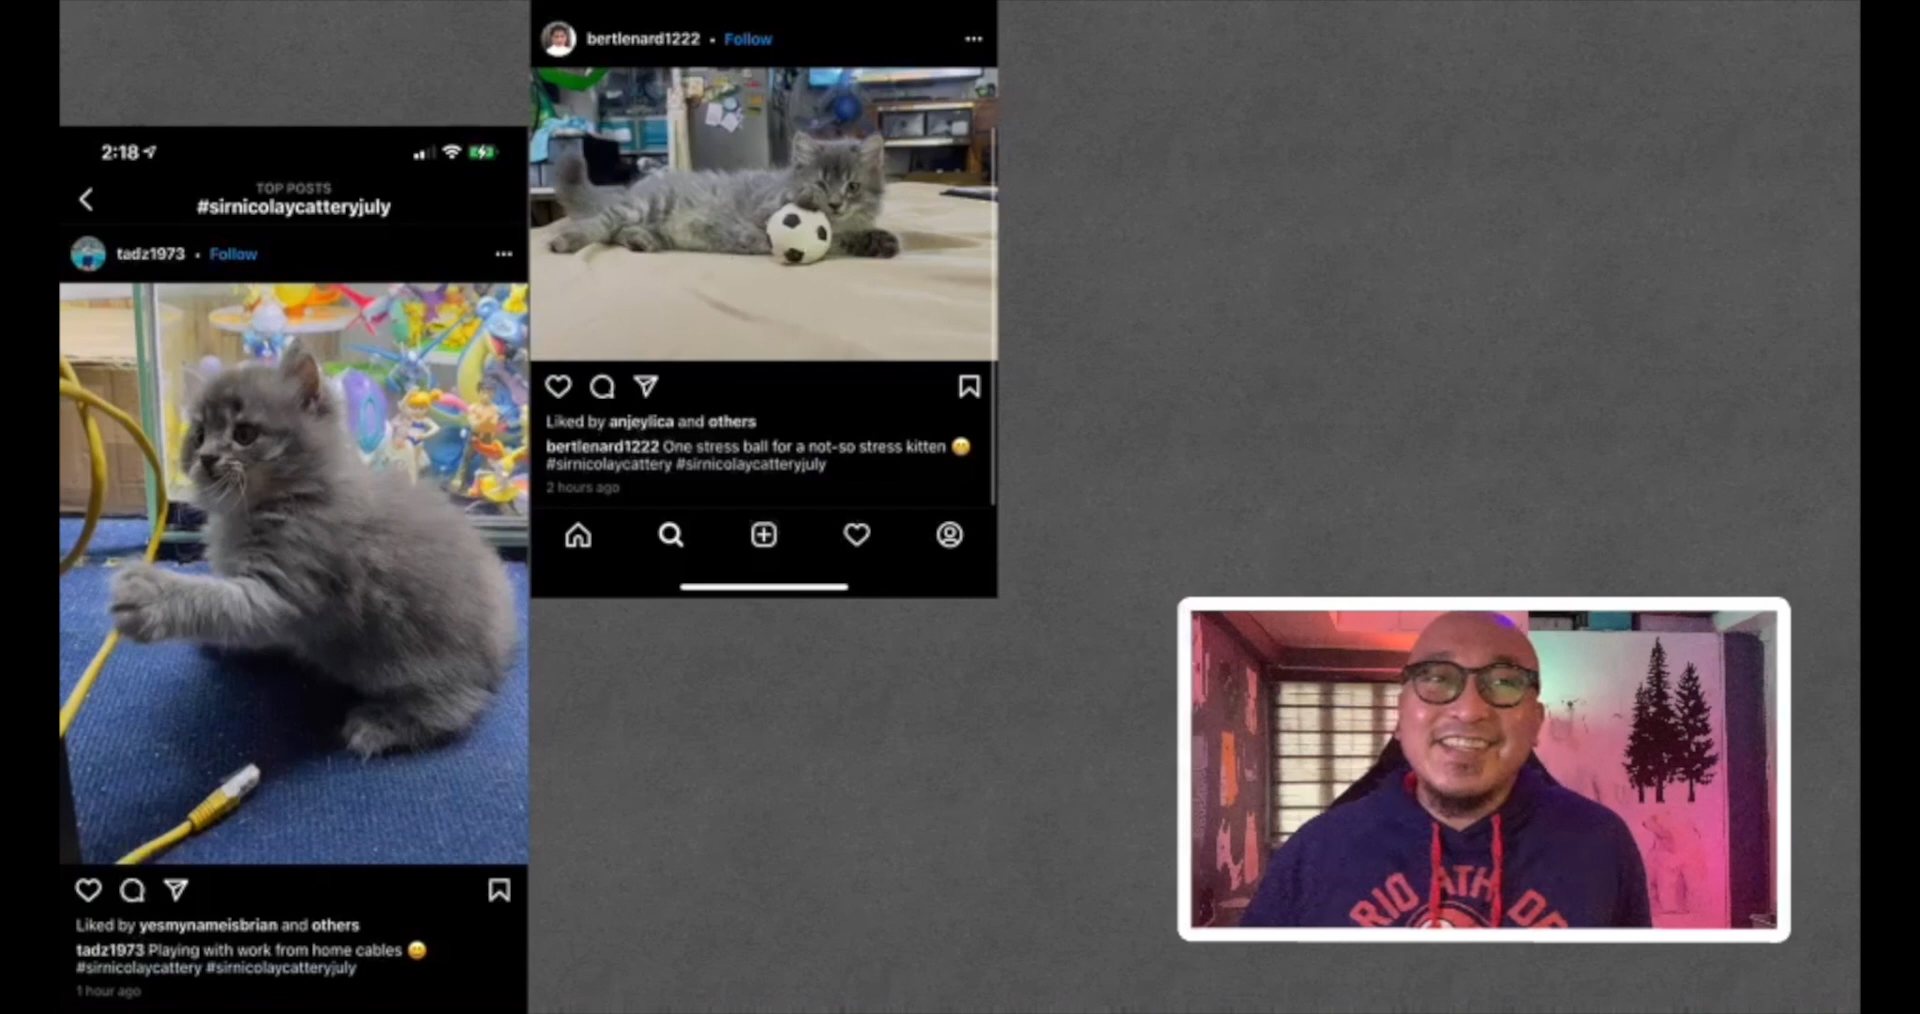 2:18
TOP POSTS
#sirnicolaycatteryjuly
tadz1973 • Follow
Liked by yesmynameisbrian and others
tadz1973 Playing with work from home cables 😁
#sirnicolaycattery #sirnicolaycatteryjuly
1 hour ago
bertlenard1222 • Follow
Liked by anjeylica and others
bertlenard1222 One stress ball for a not-so stress kitten 😁
#sirnicolaycattery #sirnicolaycatteryjuly
2 hours ago
RIO ATH